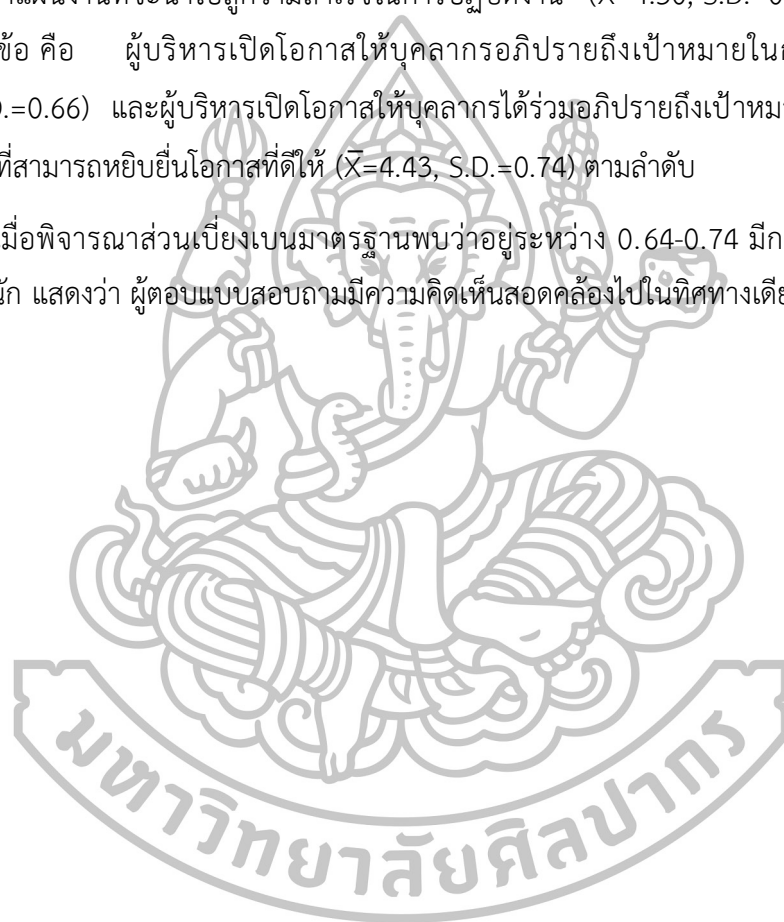 แผนงานที่จะนำไปสู่ความสำเร็จในการปฏิบัติงาน
ข้อ คือ ผู้บริหารเปิดโอกาสให้บุคลากรอภิปรายถึงเป้าหมายใน
D.=0.66) และผู้บริหารเปิดโอกาสให้บุคลากรได้ร่วมอภิปรายถึง
ที่สามารถหยิบยื่นโอกาสที่ดีให้ (X̅=4.43, S.D.=0.74) ตามลำดับ
เมื่อพิจารณาส่วนเบี่ยงเบนมาตรฐานพบว่าอยู่ระหว่าง 0.64-0.74 มี
แสดงว่า ผู้ตอบแบบสอบถามมีความคิดเห็นสอดคล้องไปในทิศทาง
มหาวิทยาลัยศิลปากร